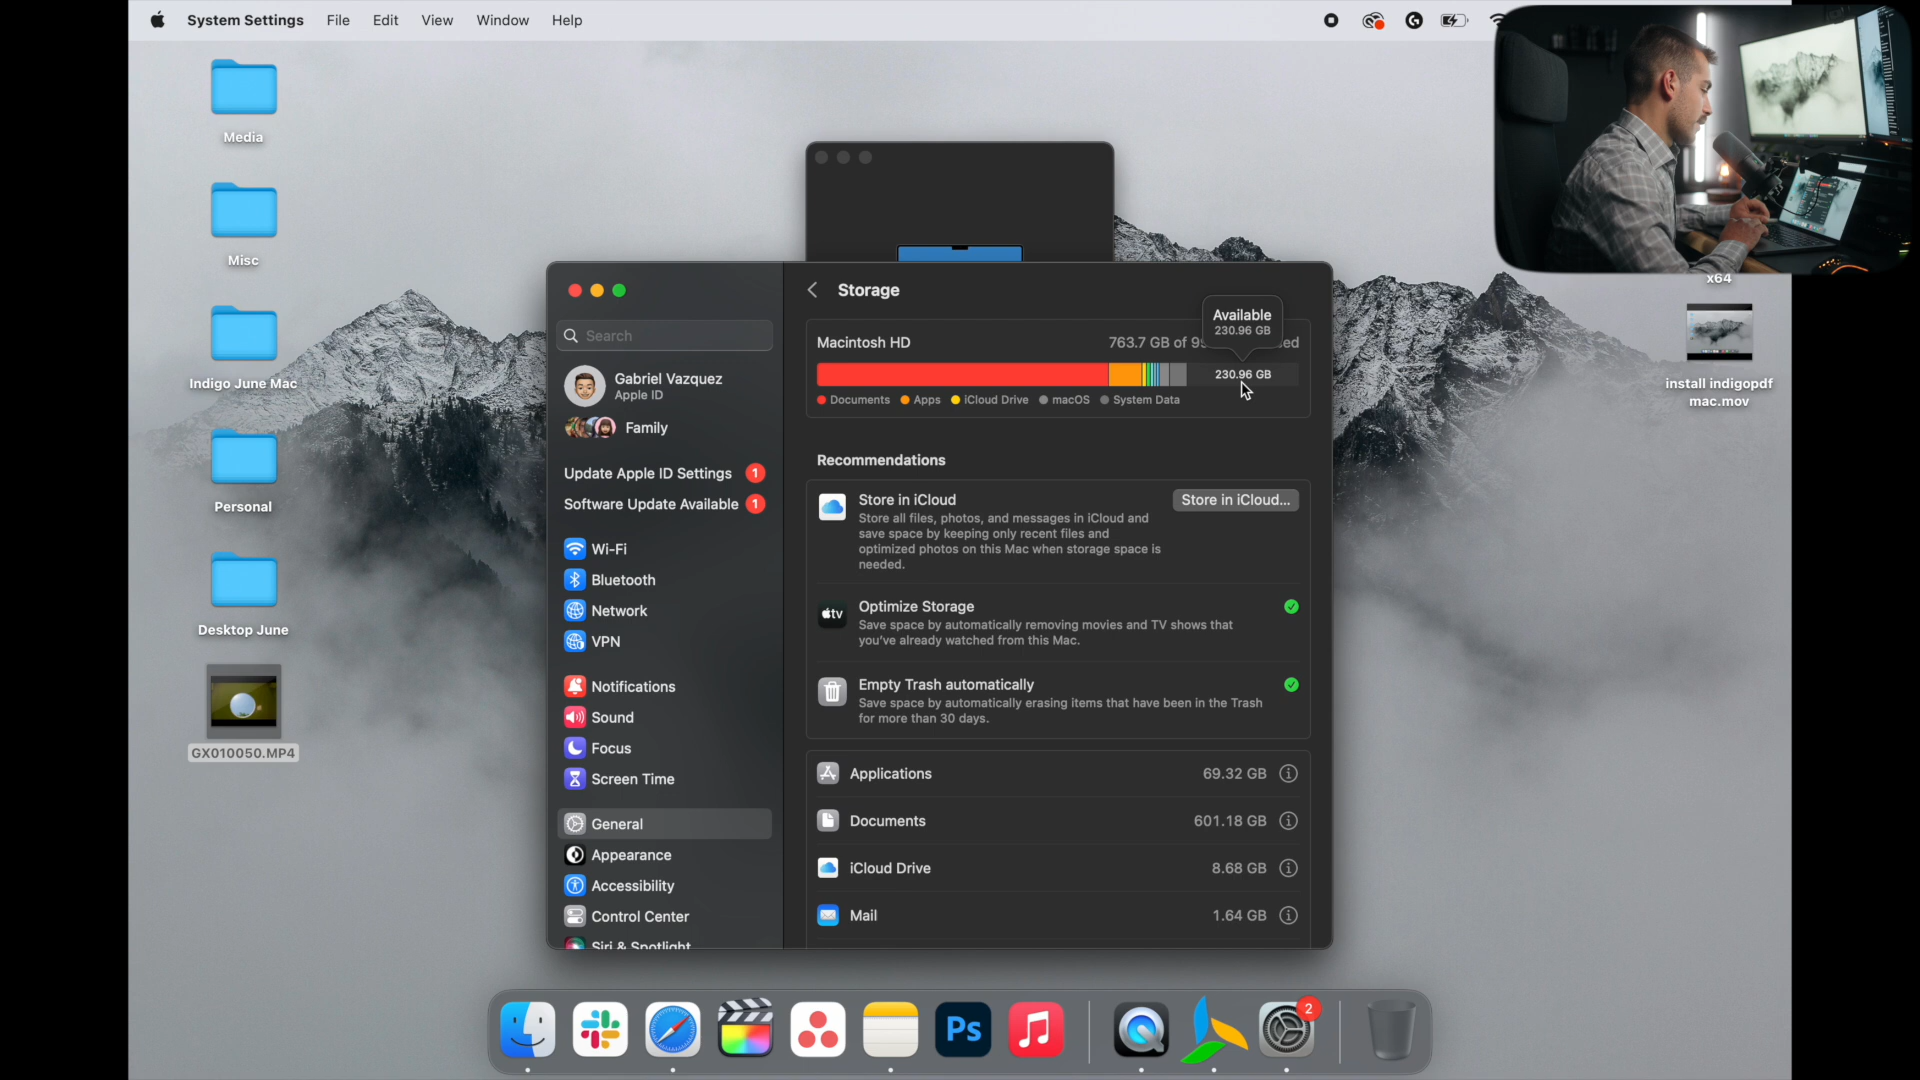 System Settings File Edit View Window Help
Media
Misc
Indigo June Mac
Personal
Desktop June
GX010050.MP4
x64
install indigopdf
mac.mov
Search
Gabriel Vazquez
Apple ID
Family
Update Apple ID Settings 1
Software Update Available 1
Wi-Fi
Bluetooth
Network
VPN
Notifications
Sound
Focus
Screen Time
General
Appearance
Accessibility
Control Center
Siri & Spotlight
Storage
Available
230.96 GB
Macintosh HD 763.7 GB of
230.96 GB
Documents Apps iCloud Drive macOS System Data
Recommendations
Store in iCloud Store in iCloud...
Store all files, photos, and messages in iCloud and
save space by keeping only recent files and
optimized photos on this Mac when storage space is
needed.
tv
Optimize Storage
Save space by automatically removing movies and TV shows that
you've already watched from this Mac.
Empty Trash automatically
Save space by automatically erasing items that have been in the Trash
for more than 30 days.
Applications 69.32 GB
Documents 601.18 GB
iCloud Drive 8.68 GB
Mail 1.64 GB
Ps
2